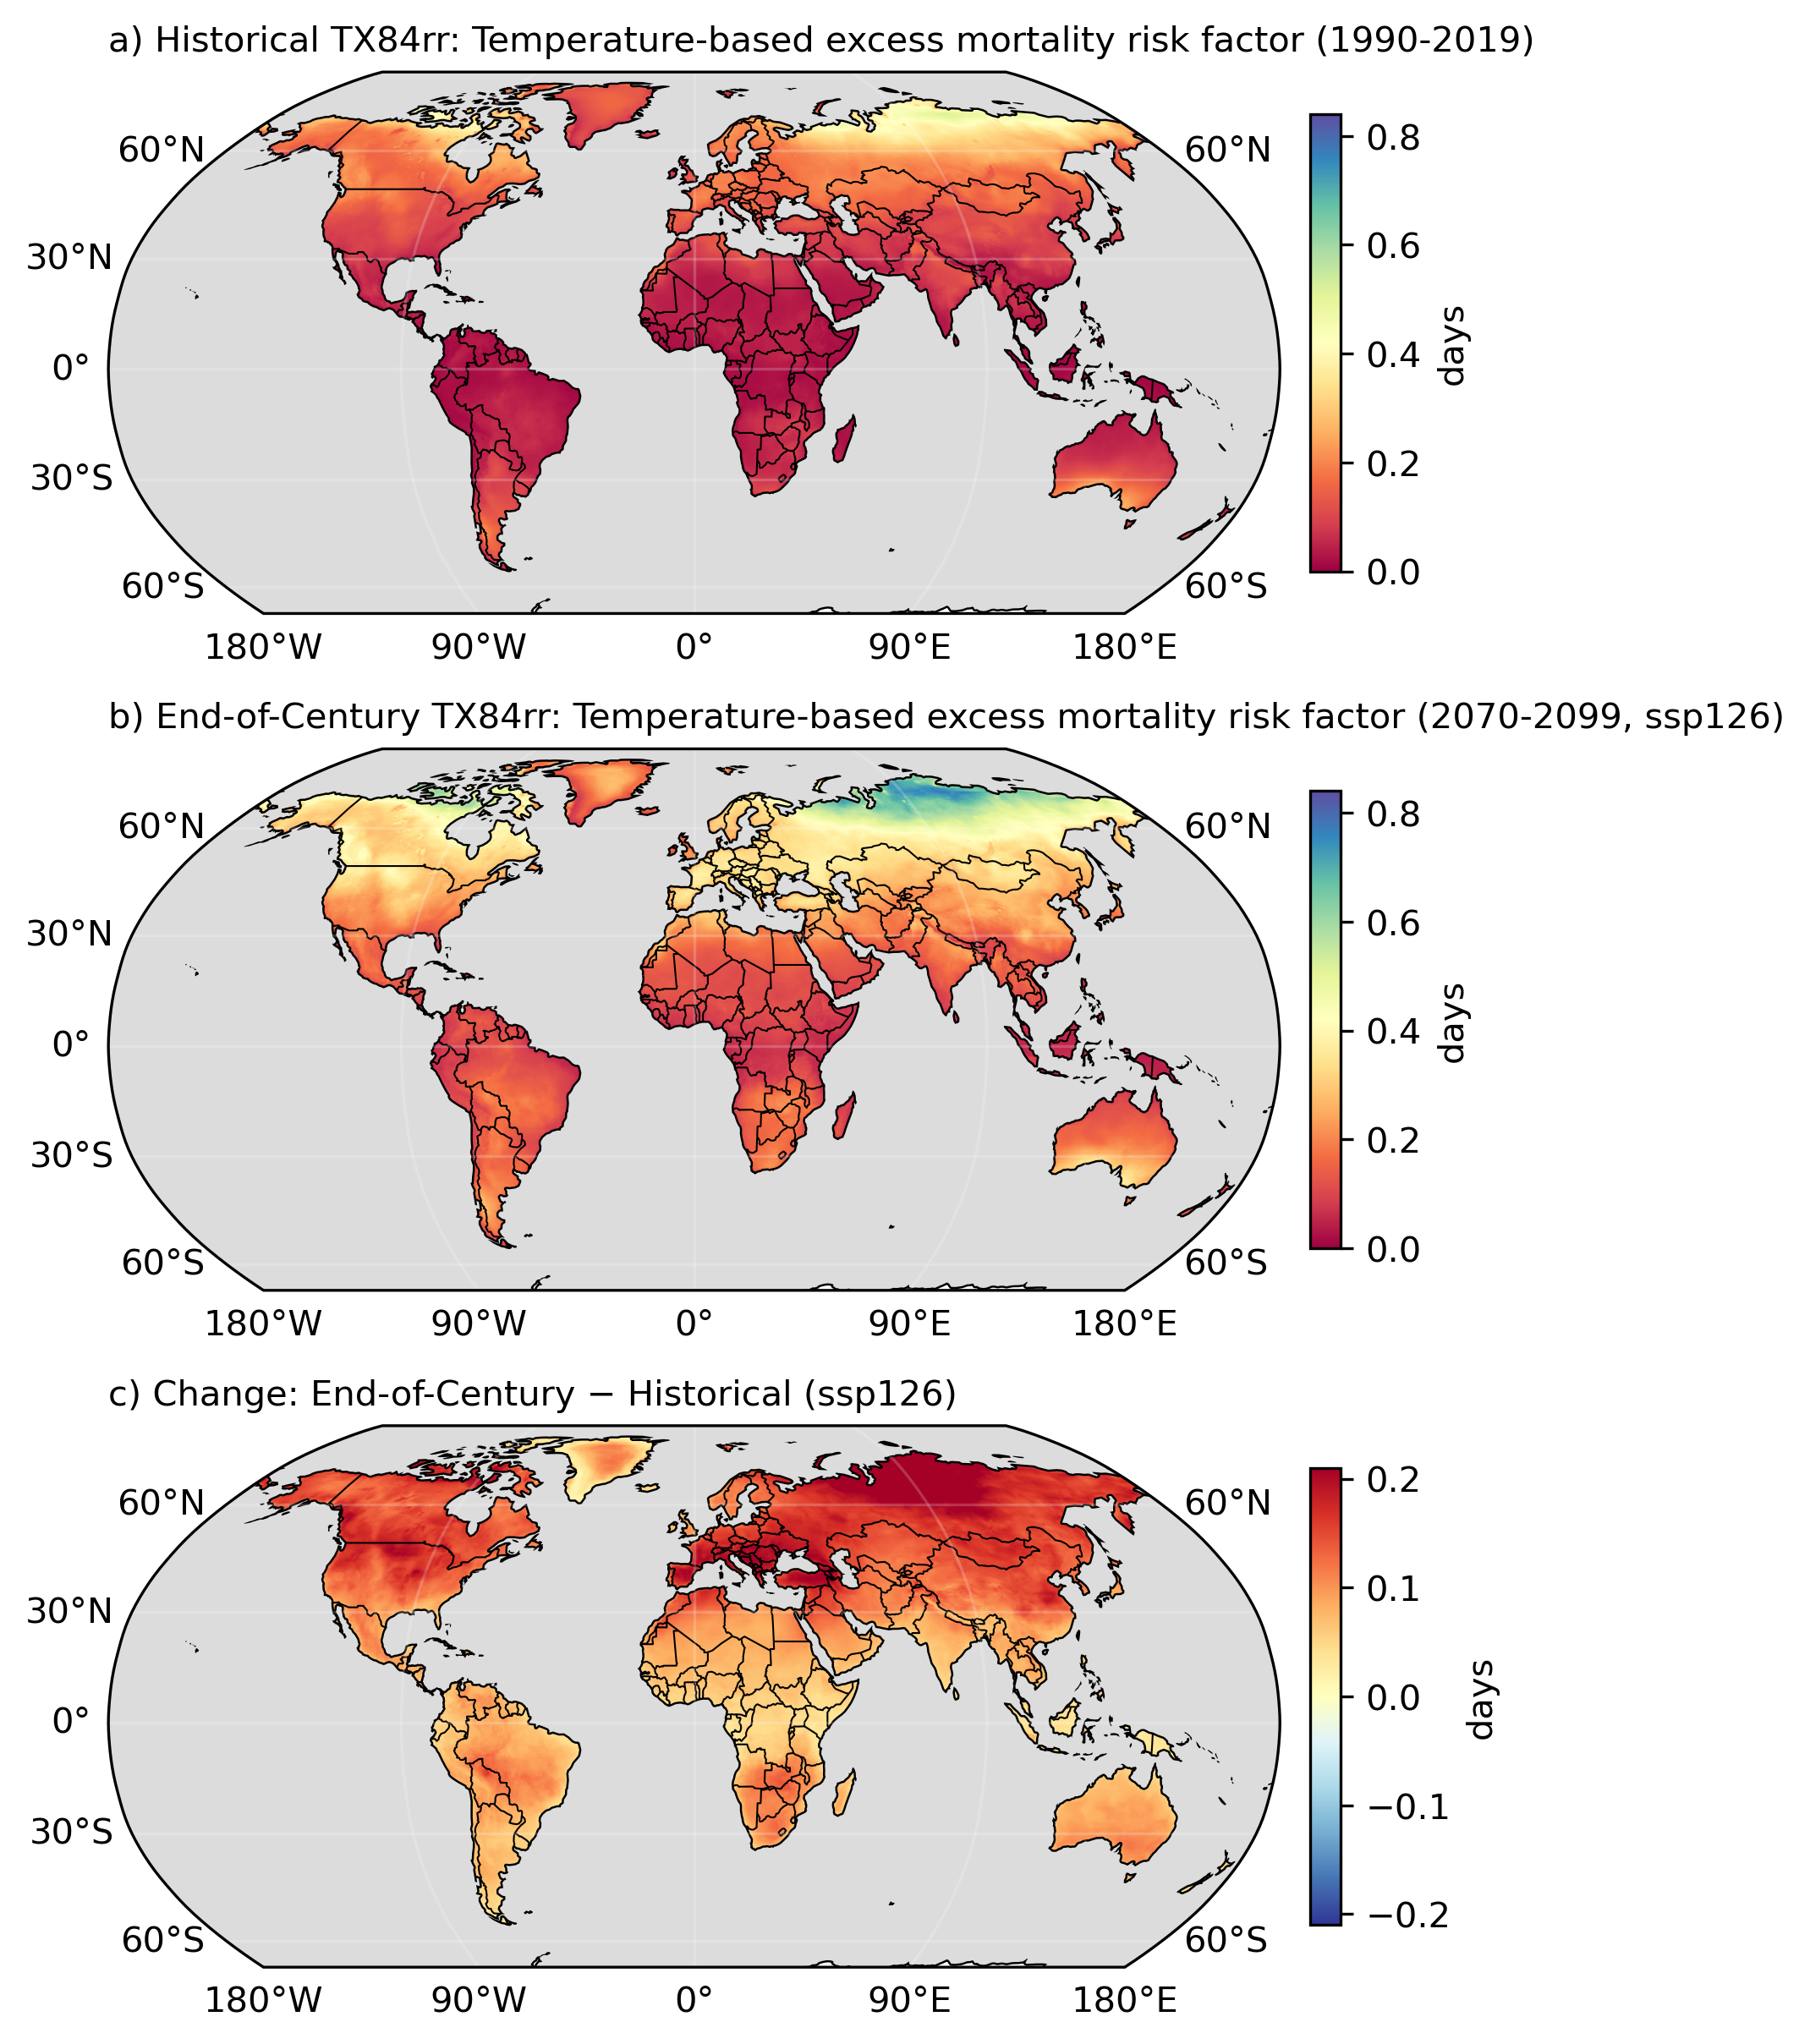 a) Historical TX84rr: Temperature-based excess mortality risk factor (1990-2019)
60°N
60°N
30°N
0°
30°S
60°S
60°S
180°W 90°W 0° 90°E 180°E
0.8
0.6
0.4
0.2
0.0
days
b) End-of-Century TX84rr: Temperature-based excess mortality risk factor (2070-2099, ssp126)
60°N
60°N
30°N
0°
30°S
60°S
60°S
180°W 90°W 0° 90°E 180°E
0.8
0.6
0.4
0.2
0.0
days
c) Change: End-of-Century − Historical (ssp126)
60°N
60°N
30°N
0°
30°S
60°S
60°S
180°W 90°W 0° 90°E 180°E
0.2
0.1
0.0
−0.1
−0.2
days